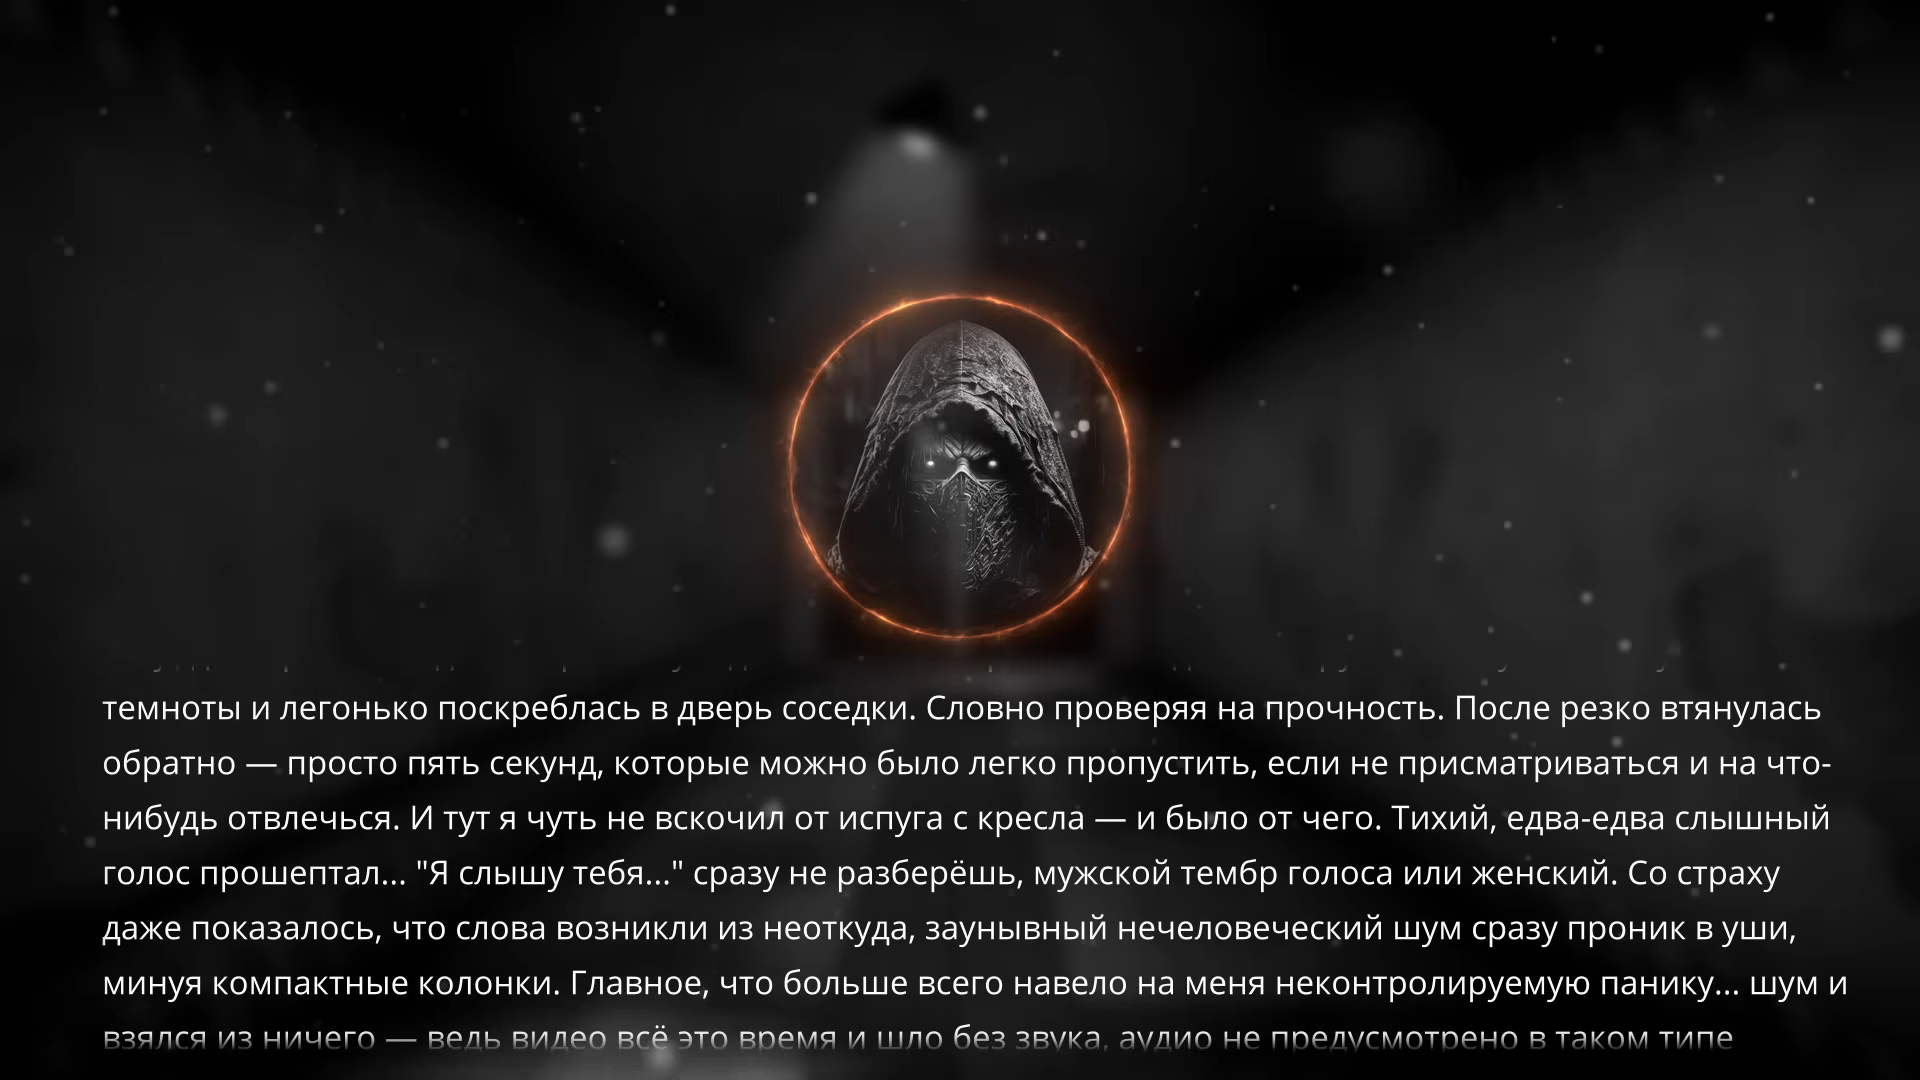 темноты и легонько поскреблась в дверь соседки. Словно проверяя на прочность. После резко втянулась
обратно — просто пять секунд, которые можно было легко пропустить, если не присматриваться и на что-
нибудь отвлечься. И тут я чуть не вскочил от испуга с кресла — и было от чего. Тихий, едва-едва слышный
голос прошептал... "Я слышу тебя..." сразу не разберёшь, мужской тембр голоса или женский. Со страху
даже показалось, что слова возникли из неоткуда, заунывный нечеловеческий шум сразу проник в уши,
минуя компактные колонки. Главное, что больше всего навело на меня неконтролируемую панику... шум и
взялся из ничего — ведь видео всё это время и шло без звука, аудио не предусмотрено в таком типе